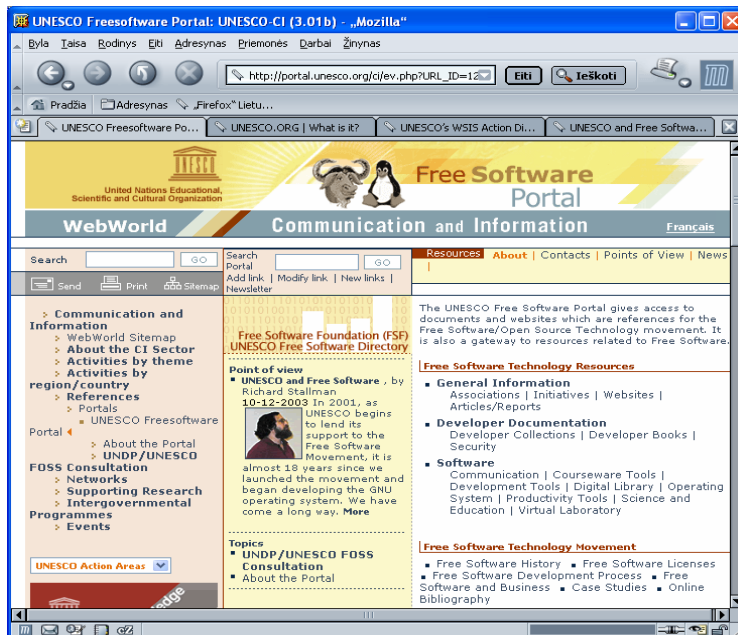 UNESCO Freesoftware Portal: UNESCO-CI (3.01b) - „Mozilla“
Byla Taisa Rodinys Eiti Adresynas Priemonės Darbai Žinynas
http://portal.unesco.org/ci/ev.php?URL_ID=12
Eiti
Ieškoti
Pradžia Adresynas „Firefox“ Lietu...
UNESCO Freesoftware Po...
UNESCO.ORG | What is it?
UNESCO's WSIS Action Di...
UNESCO and Free Softwa...
UNESCO
United Nations Educational,
Scientific and Cultural Organization
Free Software
Portal
WebWorld
Communication and Information
Français
Search GO
Send Print Sitemap
Communication and
Information
WebWorld Sitemap
About the CI Sector
Activities by theme
Activities by
region/country
References
Portals
UNESCO Freesoftware
Portal
About the Portal
UNDP/UNESCO
FOSS Consultation
Networks
Supporting Research
Intergovernmental
Programmes
Events
UNESCO Action Areas
Search
Portal GO
Add link | Modify link | New links |
Newsletter
Free Software Foundation (FSF)
UNESCO Free Software Directory
Point of view
UNESCO and Free Software , by
Richard Stallman
10-12-2003 In 2001, as
UNESCO begins
to lend its
support to the
Free Software
Movement, it is
almost 18 years since we
launched the movement and
began developing the GNU
operating system. We have
come a long way. More
Topics
UNDP/UNESCO FOSS
Consultation
About the Portal
Resources About | Contacts | Points of View | News
|
The UNESCO Free Software Portal gives access to
documents and websites which are references for the
Free Software/Open Source Technology movement. It
is also a gateway to resources related to Free Software.
Free Software Technology Resources
General Information
Associations | Initiatives | Websites |
Articles/Reports
Developer Documentation
Developer Collections | Developer Books |
Security
Software
Communication | Courseware Tools |
Development Tools | Digital Library | Operating
System | Productivity Tools | Science and
Education | Virtual Laboratory
Free Software Technology Movement
Free Software History Free Software Licenses
Free Software Development Process Free
Software and Business Case Studies Online
Bibliography